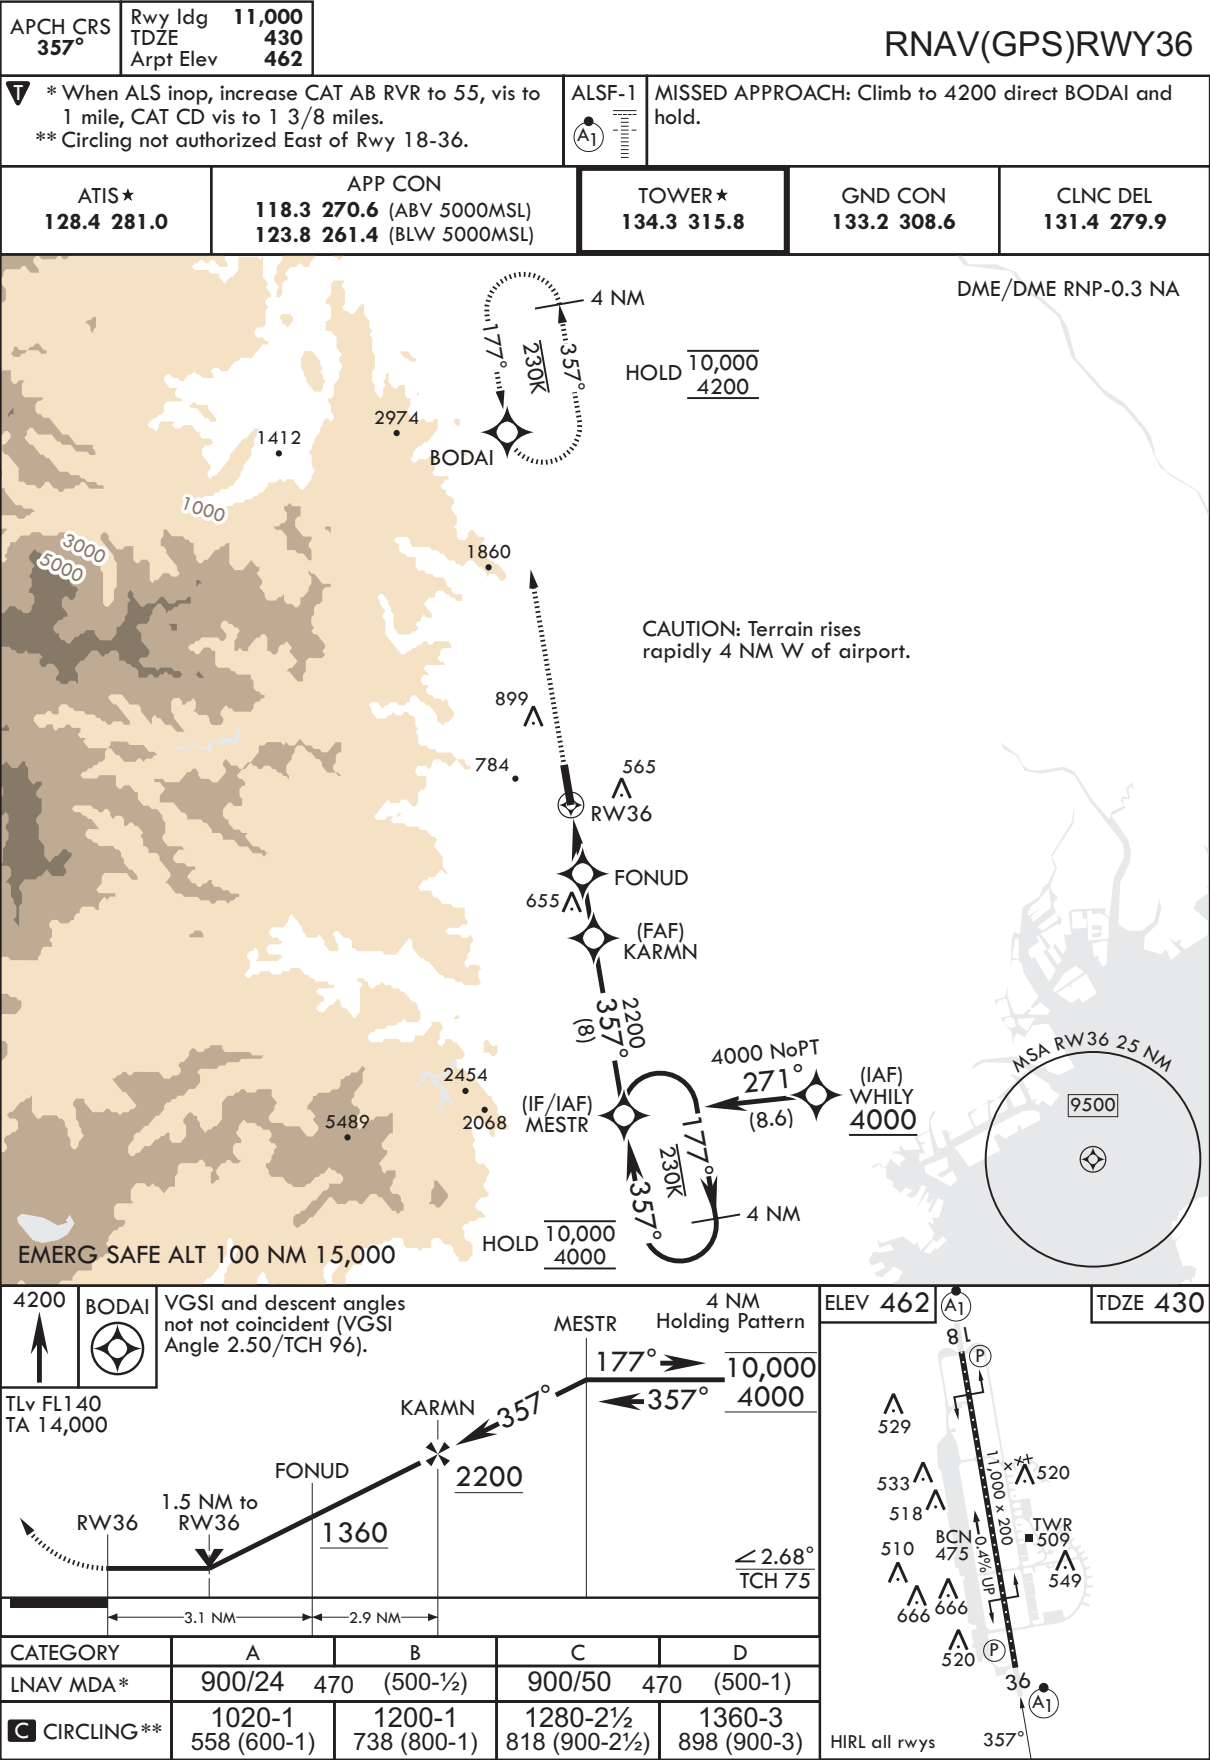 APCH CRS
357°
Rwy ldg 11,000
TDZE 430
Arpt Elev 462
RNAV(GPS)RWY36
T
* When ALS inop, increase CAT AB RVR to 55, vis to
1 mile, CAT CD vis to 1 3/8 miles.
** Circling not authorized East of Rwy 18-36.
ALSF-1
A1
MISSED APPROACH: Climb to 4200 direct BODAI and
hold.
ATIS★
128.4 281.0
APP CON
118.3 270.6 (ABV 5000MSL)
123.8 261.4 (BLW 5000MSL)
TOWER★
134.3 315.8
GND CON
133.2 308.6
CLNC DEL
131.4 279.9
DME/DME RNP-0.3 NA
4 NM
177°
230K
357°
HOLD 10,000
4200
2974
1412
BODAI
1000
3000
5000
1860
CAUTION: Terrain rises
rapidly 4 NM W of airport.
899
784
565
RW36
FONUD
655
(FAF)
KARMN
2200
357°
(8)
4000 NoPT
271°
(8.6)
(IAF)
WHILY
4000
MSA RW36 25 NM
9500
2454
2068
5489
(IF/IAF)
MESTR
177°
230K
357°
4 NM
HOLD 10,000
4000
EMERG SAFE ALT 100 NM 15,000
4200
BODAI
VGSI and descent angles
not not coincident (VGSI
Angle 2.50/TCH 96).
TLv FL140
TA 14,000
4 NM
Holding Pattern
MESTR
177°
357°
10,000
4000
357°
KARMN
2200
FONUD
1360
1.5 NM to
RW36
RW36
2.68°
TCH 75
3.1 NM
2.9 NM
CATEGORY A B C D
LNAV MDA* 900/24 470 (500-½) 900/50 470 (500-1)
C CIRCLING** 1020-1 1200-1 1280-2½ 1360-3
558 (600-1) 738 (800-1) 818 (900-2½) 898 (900-3)
ELEV 462
A1
TDZE 430
18
P
529
533
518
520
11,000 x 200
BCN
475
TWR
509
510
0.4% UP
549
666
666
520
P
36
A1
HIRL all rwys
357°